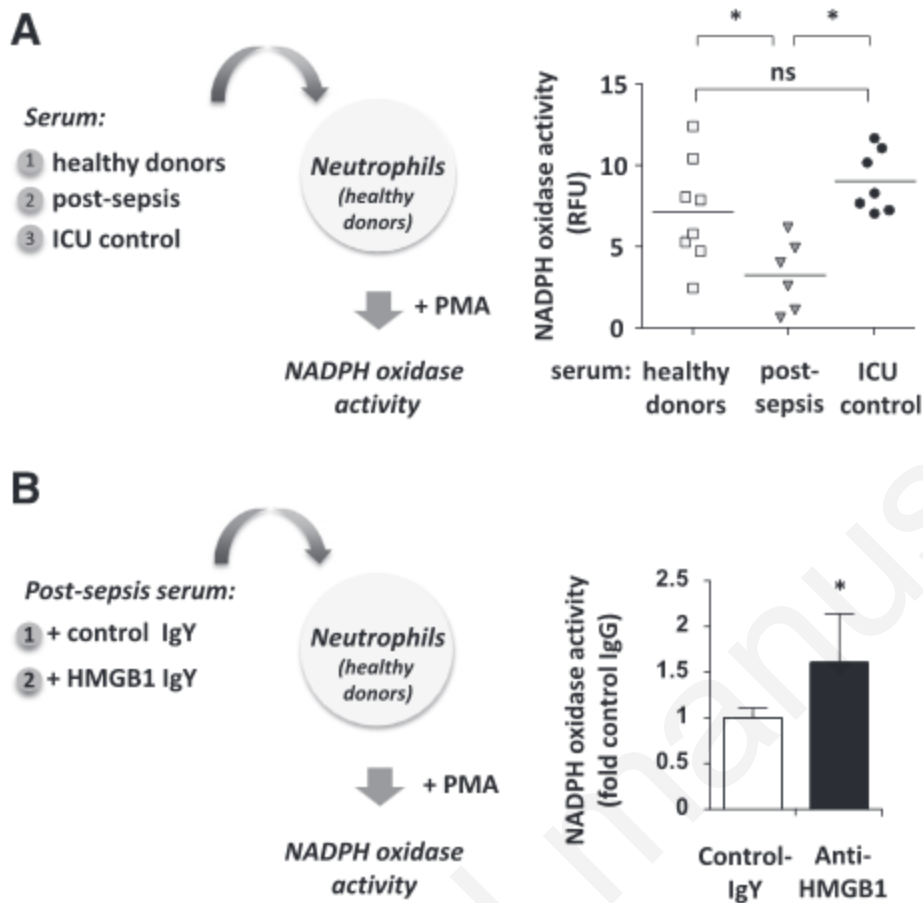 A
Serum:
1 healthy donors
2 post-sepsis
3 ICU control
Neutrophils
(healthy
donors)
+ PMA
NADPH oxidase
activity
* *
ns
NADPH oxidase activity
(RFU)
15
10
5
0
serum: healthy post- ICU
donors sepsis control
B
Post-sepsis serum:
1 + control IgY
2 + HMGB1 IgY
Neutrophils
(healthy
donors)
+ PMA
NADPH oxidase
activity
NADPH oxidase activity
(fold control IgG)
2.5
2
1.5
1
0.5
0
*
Control- Anti-
IgY HMGB1
manus